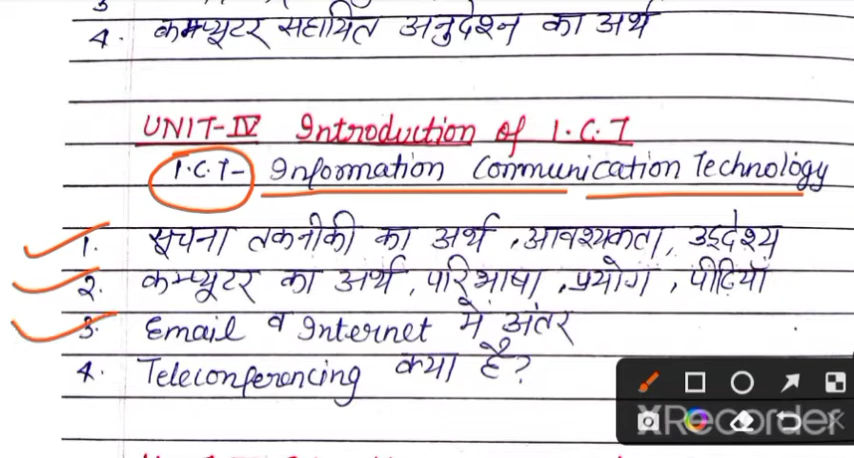 3
4. कम्प्यूटर सहायित अनुदेशन का अर्थ
UNIT-IV Introduction of I.C.T
I.C.T- Information Communication Technology
1. सूचना तकनीकी का अर्थ, आवश्यकता, उद्देश्य
2. कम्प्यूटर का अर्थ, परिभाषा, प्रयोग, पीढ़ियाँ
3. Email व Internet में अंतर
4. Teleconferencing क्या है?
XRecorder